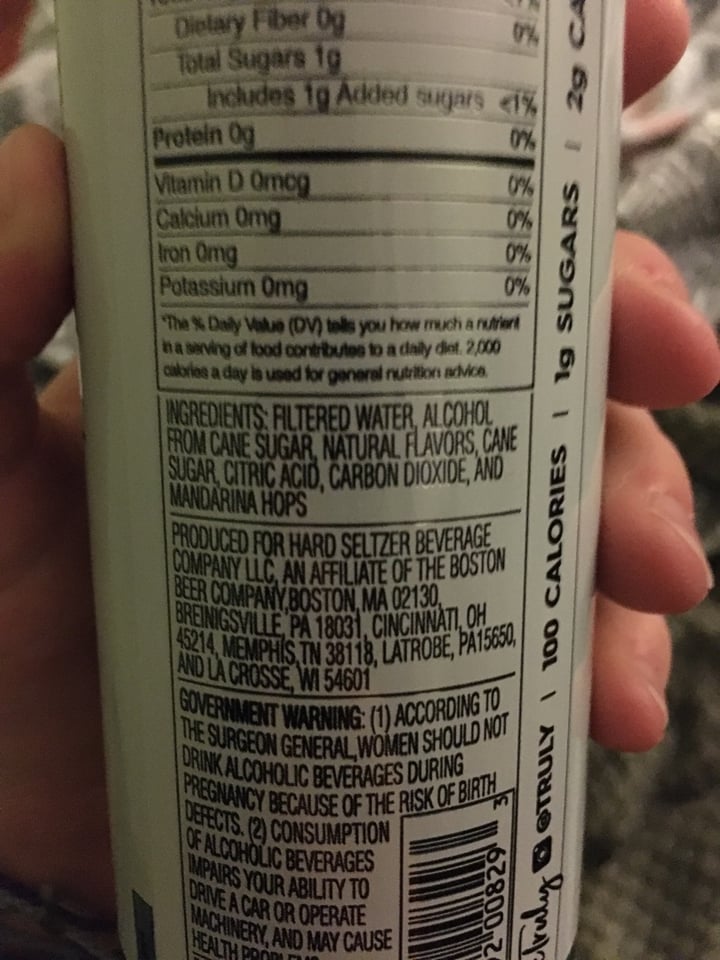 Dietary Fiber 0g 0%
Total Sugars 1g
Includes 1g Added sugars <1%
Protein 0g 0%
Vitamin D 0mcg 0%
Calcium 0mg 0%
Iron 0mg 0%
Potassium 0mg 0%
*The % Daily Value (DV) tells you how much a nutrient
in a serving of food contributes to a daily diet. 2,000
calories a day is used for general nutrition advice.
INGREDIENTS: FILTERED WATER, ALCOHOL
FROM CANE SUGAR, NATURAL FLAVORS, CANE
SUGAR, CITRIC ACID, CARBON DIOXIDE, AND
MANDARINA HOPS
PRODUCED FOR HARD SELTZER BEVERAGE
COMPANY LLC, AN AFFILIATE OF THE BOSTON
BEER COMPANY, BOSTON, MA 02130,
BREINIGSVILLE, PA 18031, CINCINNATI, OH
45214, MEMPHIS, TN 38118, LATROBE, PA15650,
AND LA CROSSE, WI 54601
GOVERNMENT WARNING: (1) ACCORDING TO
THE SURGEON GENERAL, WOMEN SHOULD NOT
DRINK ALCOHOLIC BEVERAGES DURING
PREGNANCY BECAUSE OF THE RISK OF BIRTH
DEFECTS. (2) CONSUMPTION
OF ALCOHOLIC BEVERAGES
IMPAIRS YOUR ABILITY TO
DRIVE A CAR OR OPERATE
MACHINERY, AND MAY CAUSE
HEALTH
2 00829 3
Truly @TRULY | 100 CALORIES | 1g SUGARS | 2g CA